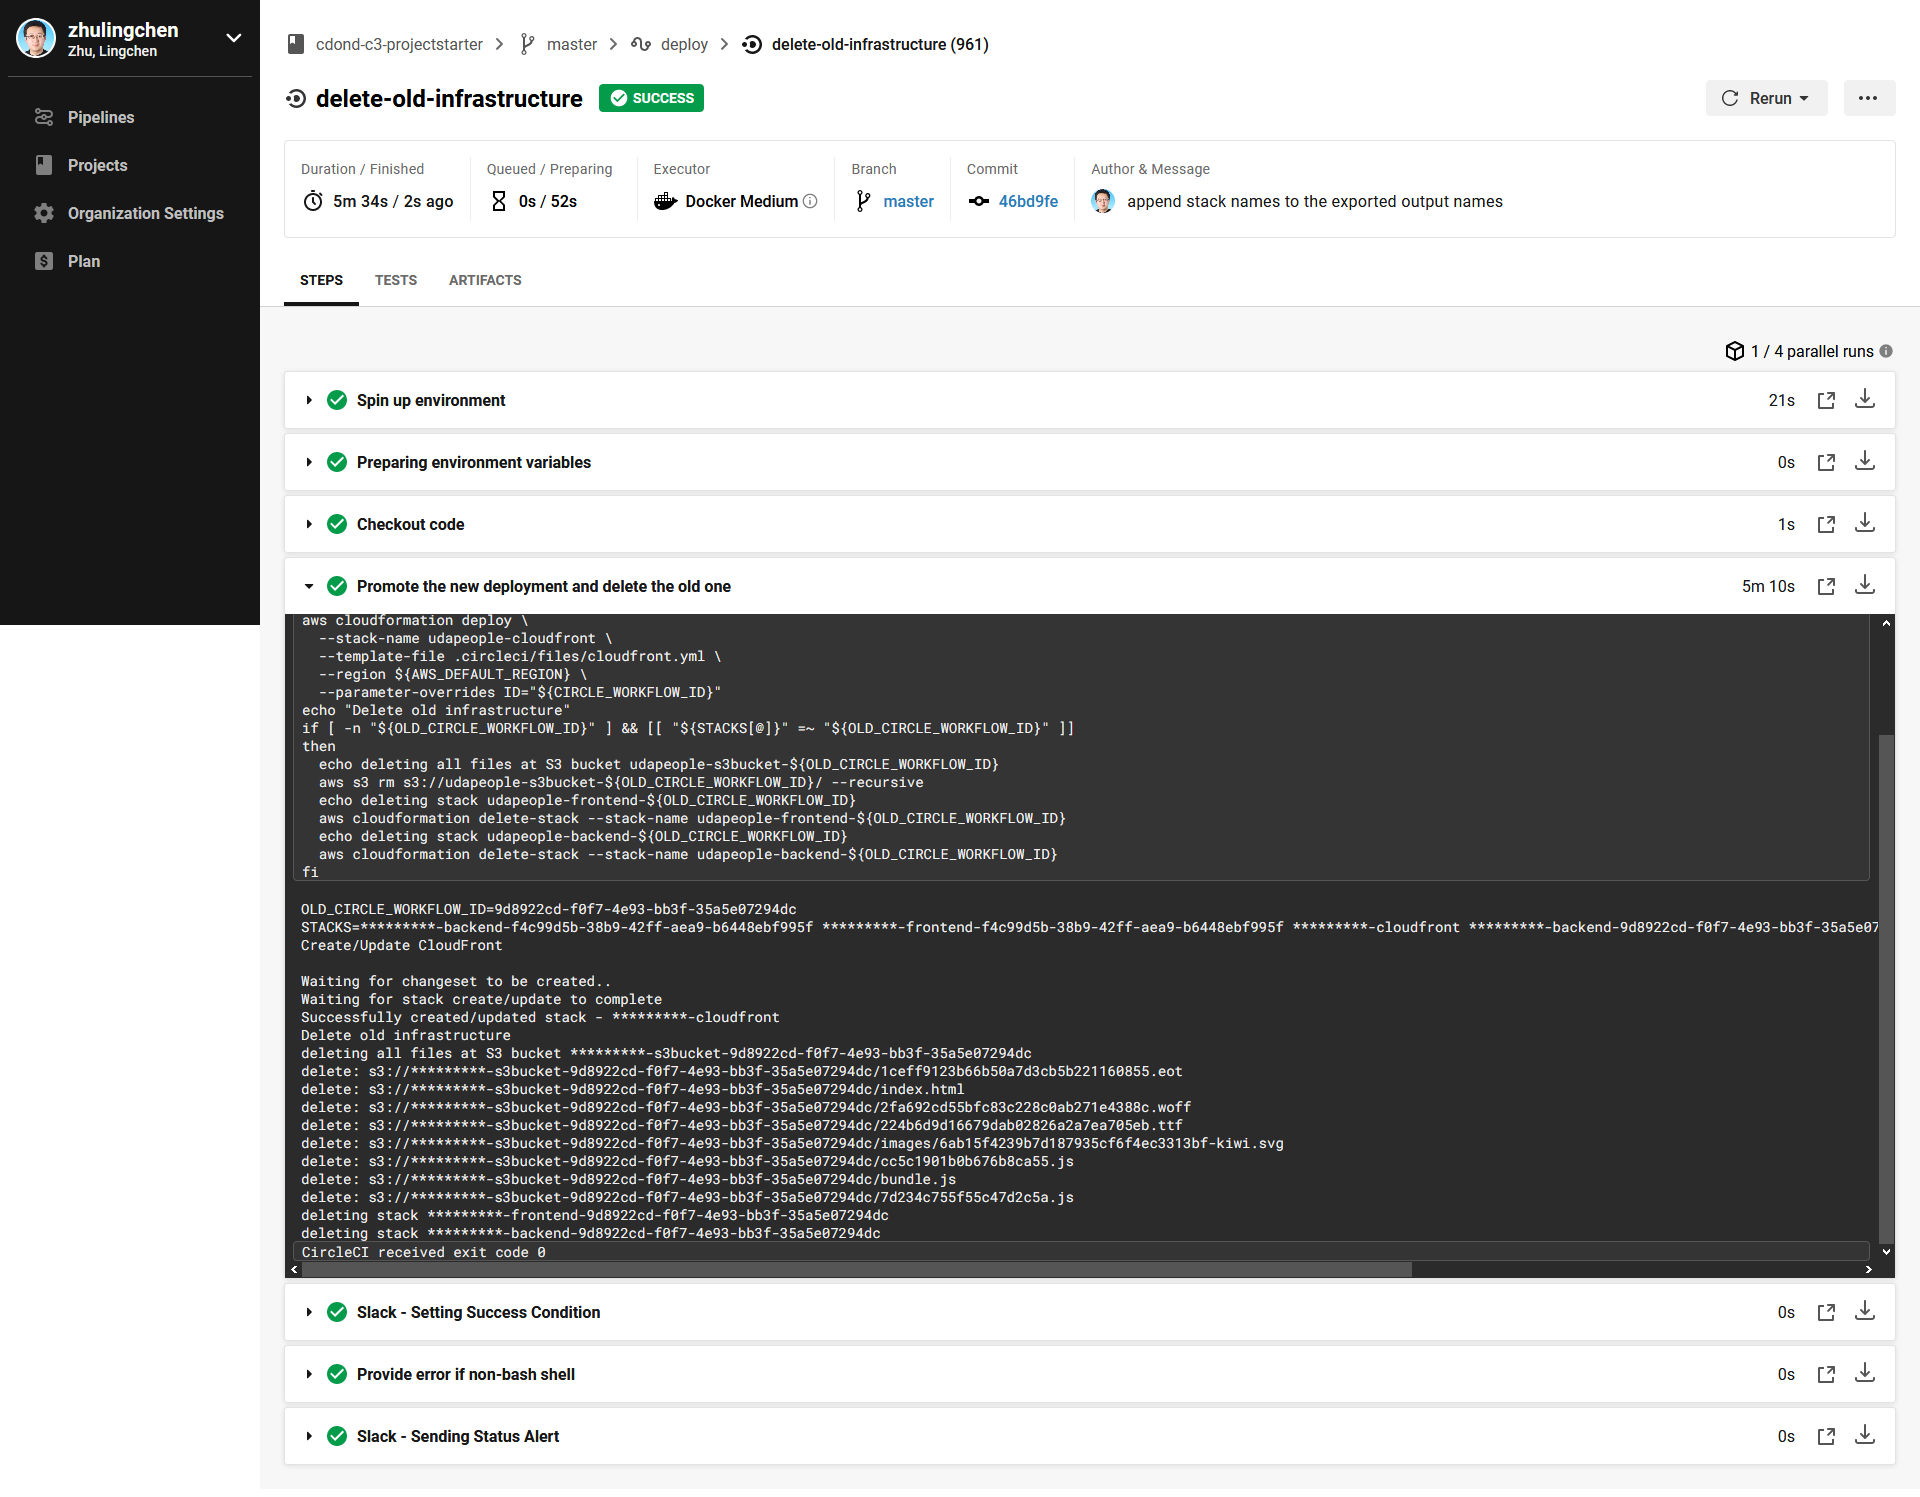 zhulingchen
Zhu, Lingchen
Pipelines
Projects
Organization Settings
Plan
cdond-c3-projectstarter > master > deploy > delete-old-infrastructure (961)
delete-old-infrastructure SUCCESS
Rerun
Duration / Finished
5m 34s / 2s ago
Queued / Preparing
0s / 52s
Executor
Docker Medium
Branch
master
Commit
46bd9fe
Author & Message
append stack names to the exported output names
STEPS TESTS ARTIFACTS
1 / 4 parallel runs
Spin up environment 21s
Preparing environment variables 0s
Checkout code 1s
Promote the new deployment and delete the old one 5m 10s
aws cloudformation deploy \
  --stack-name udapeople-cloudfront \
  --template-file .circleci/files/cloudfront.yml \
  --region ${AWS_DEFAULT_REGION} \
  --parameter-overrides ID="${CIRCLE_WORKFLOW_ID}"
echo "Delete old infrastructure"
if [ -n "${OLD_CIRCLE_WORKFLOW_ID}" ] && [[ "${STACKS[@]}" =~ "${OLD_CIRCLE_WORKFLOW_ID}" ]]
then
  echo deleting all files at S3 bucket udapeople-s3bucket-${OLD_CIRCLE_WORKFLOW_ID}
  aws s3 rm s3://udapeople-s3bucket-${OLD_CIRCLE_WORKFLOW_ID}/ --recursive
  echo deleting stack udapeople-frontend-${OLD_CIRCLE_WORKFLOW_ID}
  aws cloudformation delete-stack --stack-name udapeople-frontend-${OLD_CIRCLE_WORKFLOW_ID}
  echo deleting stack udapeople-backend-${OLD_CIRCLE_WORKFLOW_ID}
  aws cloudformation delete-stack --stack-name udapeople-backend-${OLD_CIRCLE_WORKFLOW_ID}
fi
OLD_CIRCLE_WORKFLOW_ID=9d8922cd-f0f7-4e93-bb3f-35a5e07294dc
STACKS=*********-backend-f4c99d5b-38b9-42ff-aea9-b6448ebf995f *********-frontend-f4c99d5b-38b9-42ff-aea9-b6448ebf995f *********-cloudfront *********-backend-9d8922cd-f0f7-4e93-bb3f-35a5e07
Create/Update CloudFront
Waiting for changeset to be created..
Waiting for stack create/update to complete
Successfully created/updated stack - *********-cloudfront
Delete old infrastructure
deleting all files at S3 bucket *********-s3bucket-9d8922cd-f0f7-4e93-bb3f-35a5e07294dc
delete: s3://*********-s3bucket-9d8922cd-f0f7-4e93-bb3f-35a5e07294dc/1ceff9123b66b50a7d3cb5b221160855.eot
delete: s3://*********-s3bucket-9d8922cd-f0f7-4e93-bb3f-35a5e07294dc/index.html
delete: s3://*********-s3bucket-9d8922cd-f0f7-4e93-bb3f-35a5e07294dc/2fa692cd55bfc83c228c0ab271e4388c.woff
delete: s3://*********-s3bucket-9d8922cd-f0f7-4e93-bb3f-35a5e07294dc/224b6d9d16679dab02826a2a7ea705eb.ttf
delete: s3://*********-s3bucket-9d8922cd-f0f7-4e93-bb3f-35a5e07294dc/images/6ab15f4239b7d187935cf6f4ec3313bf-kiwi.svg
delete: s3://*********-s3bucket-9d8922cd-f0f7-4e93-bb3f-35a5e07294dc/cc5c1901b0b676b8ca55.js
delete: s3://*********-s3bucket-9d8922cd-f0f7-4e93-bb3f-35a5e07294dc/bundle.js
delete: s3://*********-s3bucket-9d8922cd-f0f7-4e93-bb3f-35a5e07294dc/7d234c755f55c47d2c5a.js
deleting stack *********-frontend-9d8922cd-f0f7-4e93-bb3f-35a5e07294dc
deleting stack *********-backend-9d8922cd-f0f7-4e93-bb3f-35a5e07294dc
CircleCI received exit code 0
Slack - Setting Success Condition 0s
Provide error if non-bash shell 0s
Slack - Sending Status Alert 0s